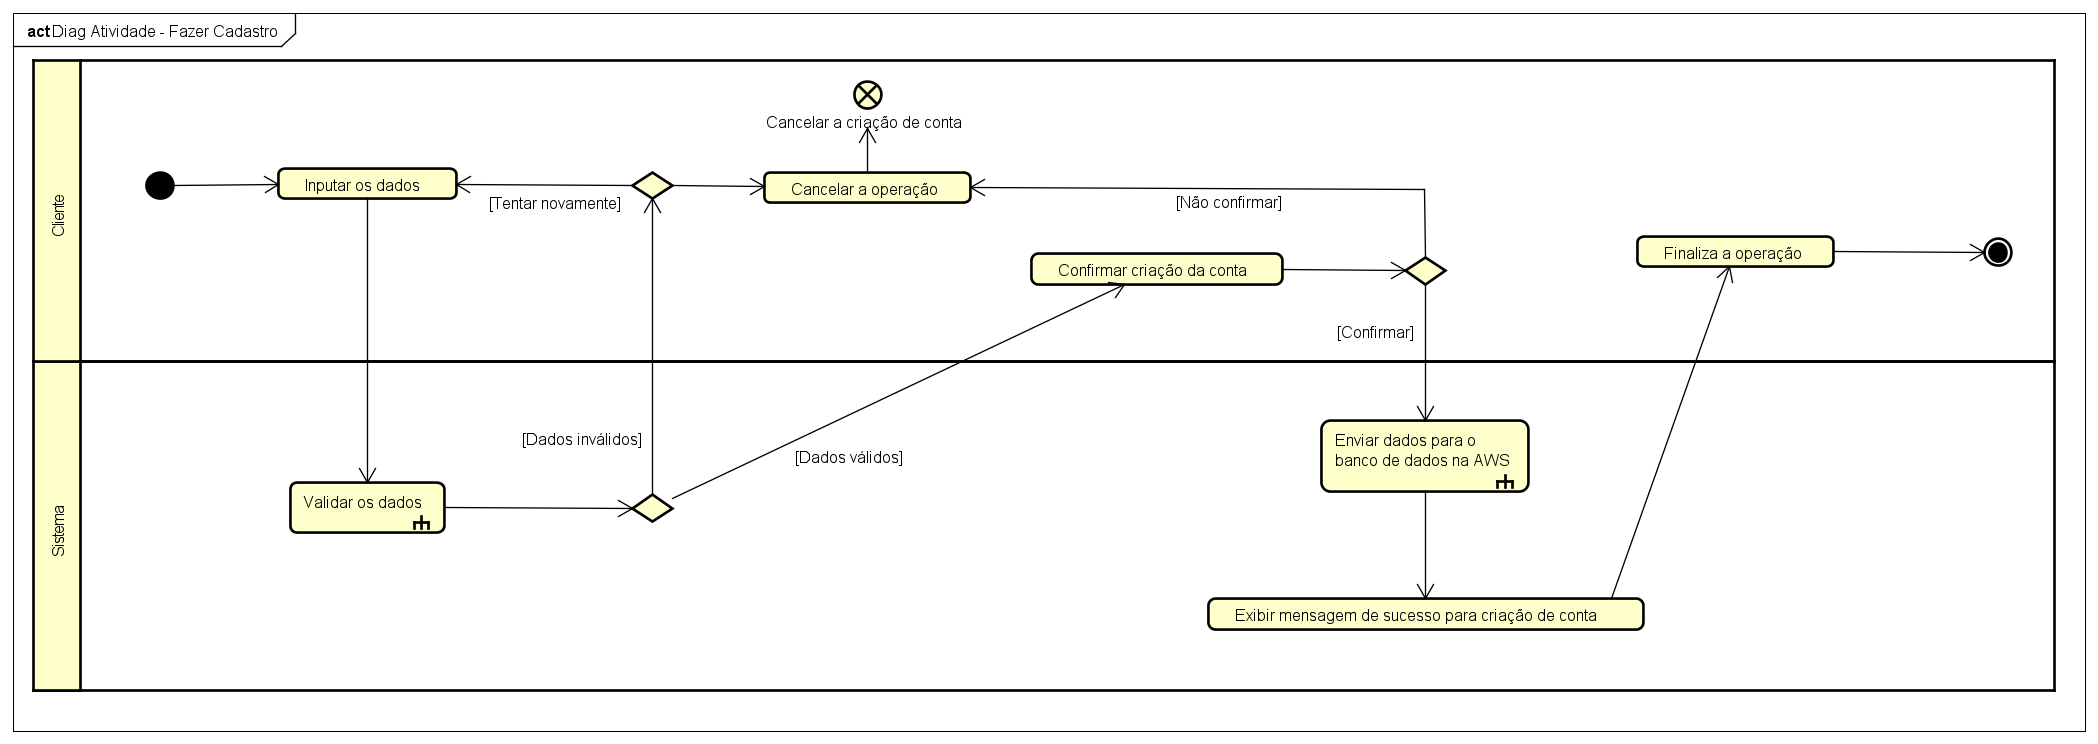 act Diag Atividade - Fazer Cadastro
Cliente
Cancelar a criação de conta
Inputar os dados
[Tentar novamente]
Cancelar a operação
[Não confirmar]
Confirmar criação da conta
Finaliza a operação
[Confirmar]
Sistema
[Dados inválidos]
[Dados válidos]
Enviar dados para o
banco de dados na AWS
Validar os dados
Exibir mensagem de sucesso para criação de conta